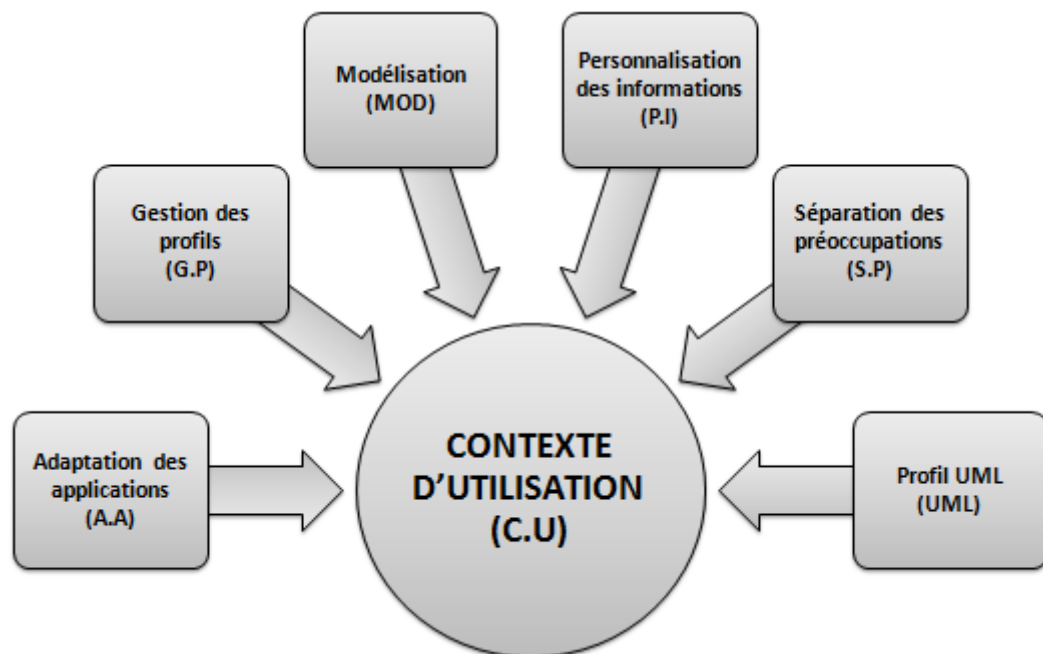 Modélisation
(MOD)
Personnalisation
des informations
(P.I)
Gestion des
profils
(G.P)
Séparation des
préoccupations
(S.P)
Adaptation des
applications
(A.A)
CONTEXTE
D’UTILISATION
(C.U)
Profil UML
(UML)